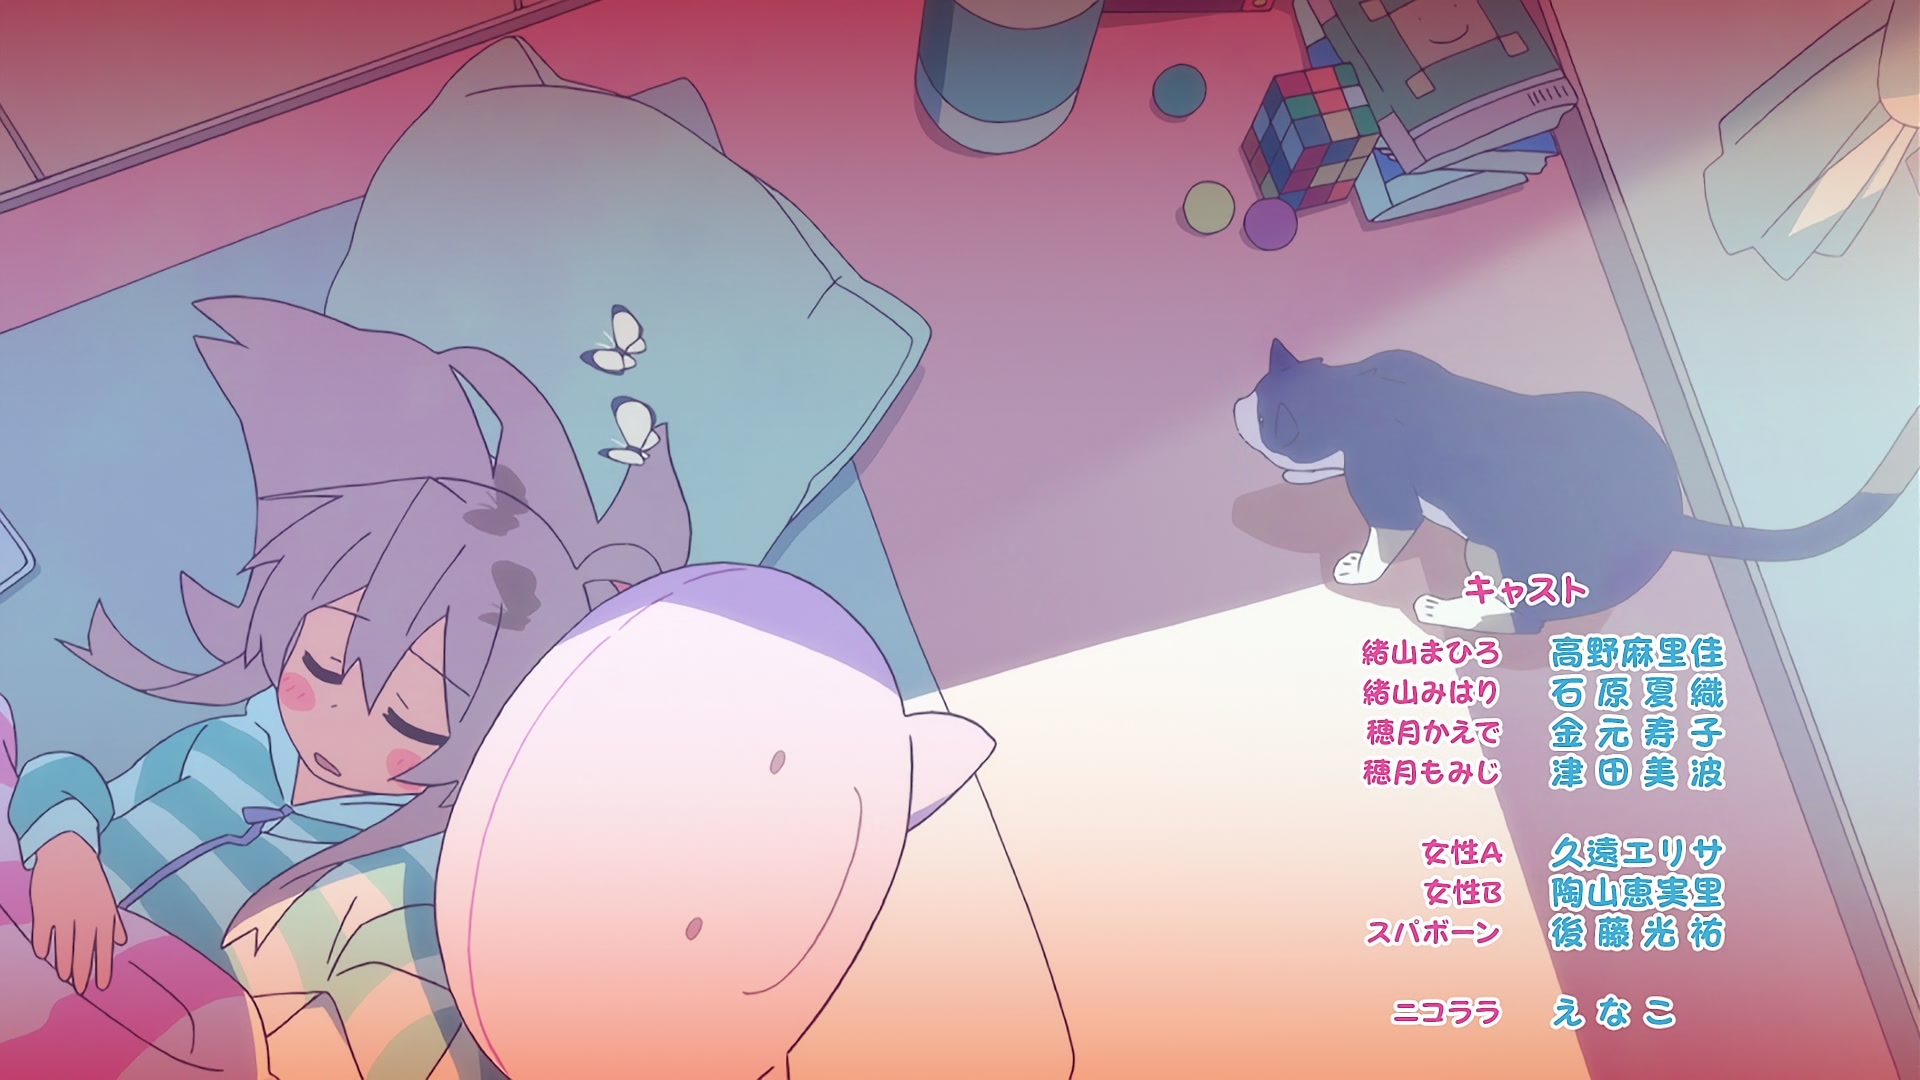 キャスト
緒山まひろ 高野麻里佳
緒山みはり 石原夏織
穂月かえで 金元寿子
穂月もみじ 津田美波
女性A 久遠エリサ
女性B 陶山恵実里
スパボーン 後藤光祐
ニコララ えなこ